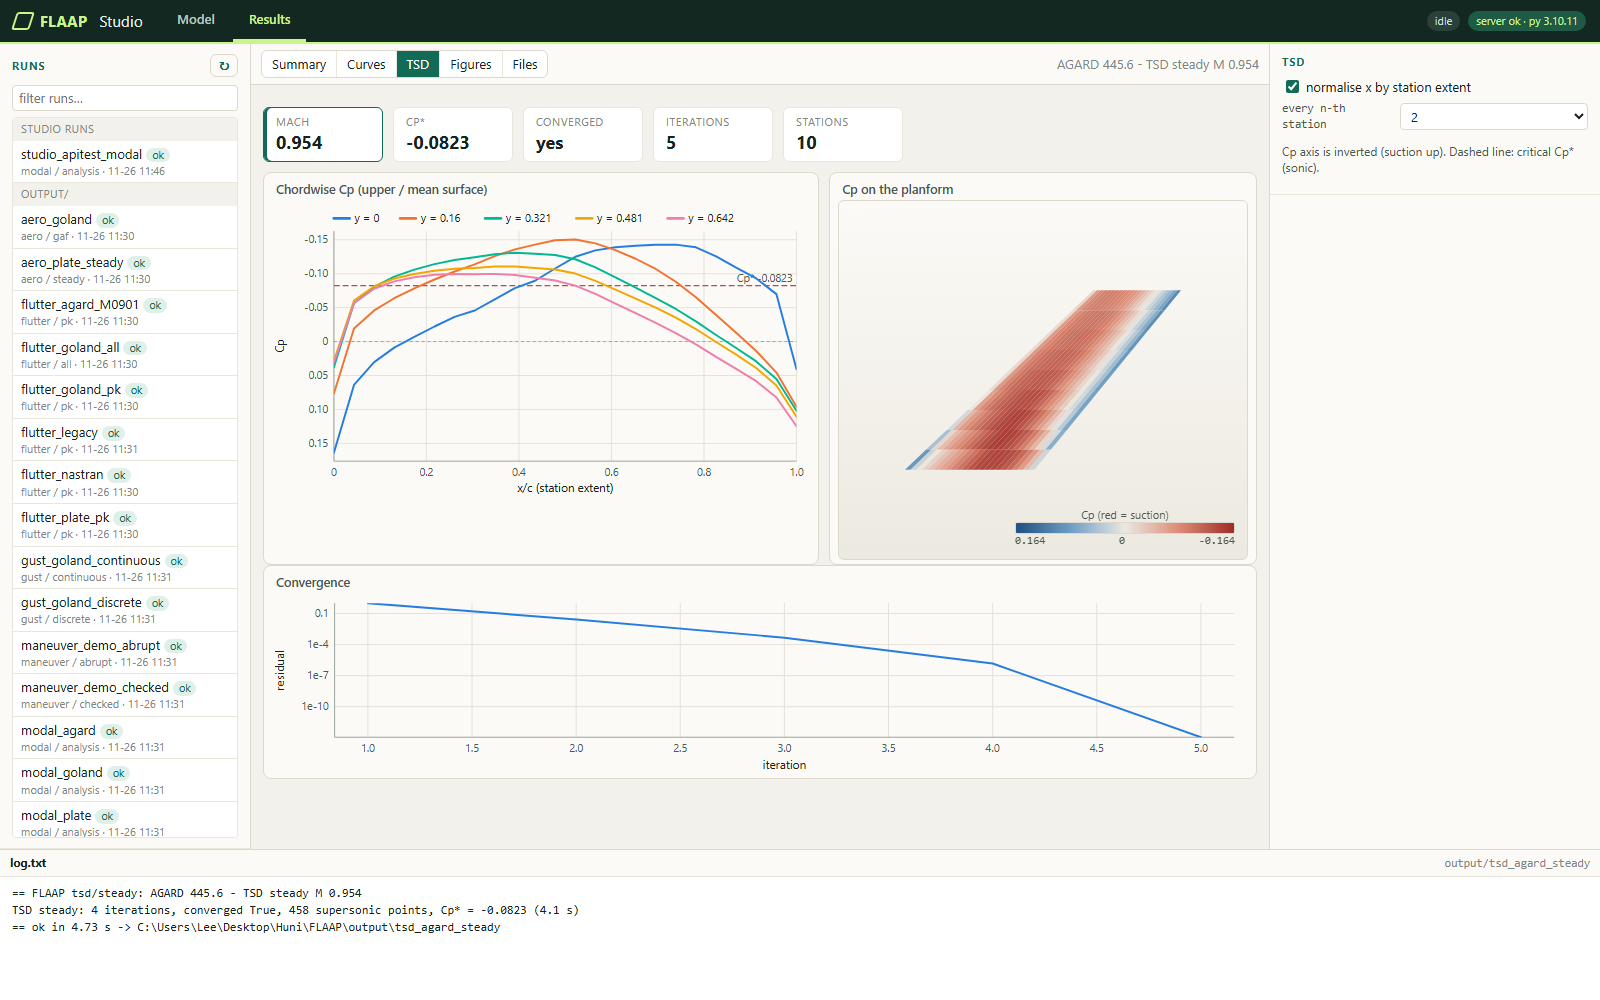 FLAAP Studio Model Results idle server ok · py 3.10.11
RUNS ↻
filter runs...
STUDIO RUNS
studio_apitest_modal ok
modal / analysis · 11-26 11:46
OUTPUT/
aero_goland ok
aero / gaf · 11-26 11:30
aero_plate_steady ok
aero / steady · 11-26 11:30
flutter_agard_M0901 ok
flutter / pk · 11-26 11:30
flutter_goland_all ok
flutter / all · 11-26 11:30
flutter_goland_pk ok
flutter / pk · 11-26 11:30
flutter_legacy ok
flutter / pk · 11-26 11:31
flutter_nastran ok
flutter / pk · 11-26 11:30
flutter_plate_pk ok
flutter / pk · 11-26 11:30
gust_goland_continuous ok
gust / continuous · 11-26 11:31
gust_goland_discrete ok
gust / discrete · 11-26 11:31
maneuver_demo_abrupt ok
maneuver / abrupt · 11-26 11:31
maneuver_demo_checked ok
maneuver / checked · 11-26 11:31
modal_agard ok
modal / analysis · 11-26 11:31
modal_goland ok
modal / analysis · 11-26 11:31
modal_plate ok
modal / analysis · 11-26 11:31
Summary Curves TSD Figures Files AGARD 445.6 - TSD steady M 0.954
MACH
0.954
CP*
-0.0823
CONVERGED
yes
ITERATIONS
5
STATIONS
10
Chordwise Cp (upper / mean surface)
y = 0 y = 0.16 y = 0.321 y = 0.481 y = 0.642
-0.15
-0.10
-0.05
0
0.05
0.10
0.15
Cp
Cp* -0.0823
0 0.2 0.4 0.6 0.8 1.0
x/c (station extent)
Cp on the planform
Cp (red = suction)
0.164 0 -0.164
Convergence
0.1
1e-4
1e-7
1e-10
residual
1.0 1.5 2.0 2.5 3.0 3.5 4.0 4.5 5.0
iteration
TSD
normalise x by station extent
every n-th
station
2
Cp axis is inverted (suction up). Dashed line: critical Cp*
(sonic).
log.txt output/tsd_agard_steady
== FLAAP tsd/steady: AGARD 445.6 - TSD steady M 0.954
TSD steady: 4 iterations, converged True, 458 supersonic points, Cp* = -0.0823 (4.1 s)
== ok in 4.73 s -> C:\Users\Lee\Desktop\Huni\FLAAP\output\tsd_agard_steady